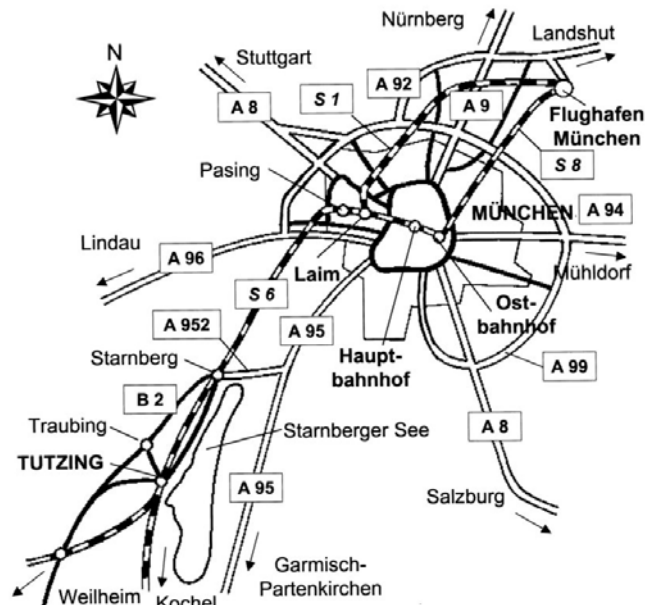 Nürnberg
Landshut
N
Stuttgart
A 92
S 1
A 9
A 8
Flughafen
München
S 8
Pasing
MÜNCHEN
A 94
Lindau
A 96
Laim
Mühldorf
S 6
Ost-
bahnhof
A 952
A 95
Haupt-
bahnhof
A 99
Starnberg
B 2
Traubing
Starnberger See
A 8
TUTZING
A 95
Salzburg
Garmisch-
Partenkirchen
Weilheim
Kochel